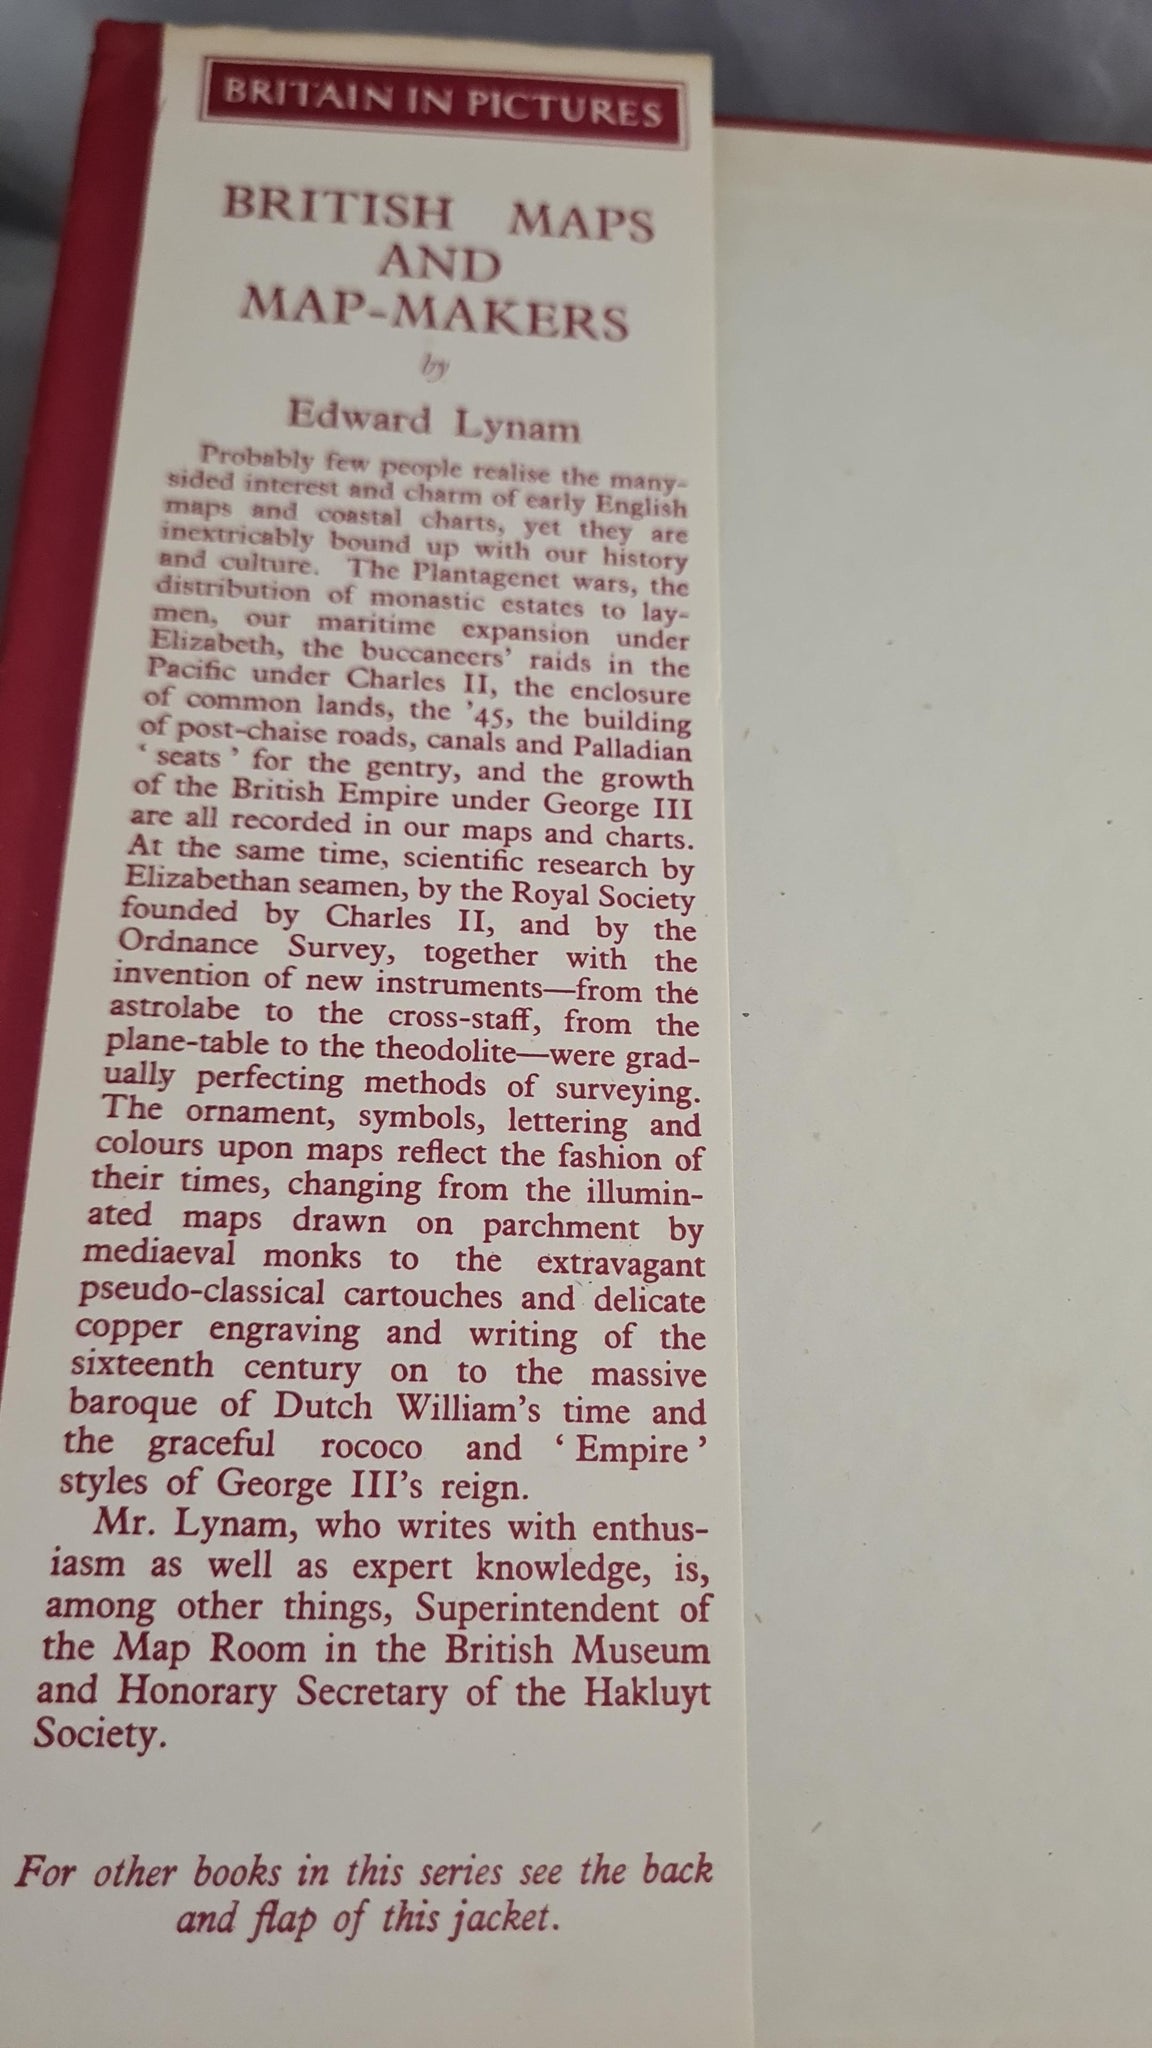 BRITAIN IN PICTURES
BRITISH MAPS
AND
MAP-MAKERS
by
Edward Lynam
Probably few people realise the many-
sided interest and charm of early English
maps and coastal charts, yet they are
inextricably bound up with our history
and culture. The Plantagenet wars, the
distribution of monastic estates to lay-
men, our maritime expansion under
Elizabeth, the buccaneers' raids in the
Pacific under Charles II, the enclosure
of common lands, the '45, the building
of post-chaise roads, canals and Palladian
‘ seats ’ for the gentry, and the growth
of the British Empire under George III
are all recorded in our maps and charts.
At the same time, scientific research by
Elizabethan seamen, by the Royal Society
founded by Charles II, and by the
Ordnance Survey, together with the
invention of new instruments—from the
astrolabe to the cross-staff, from the
plane-table to the theodolite—were grad-
ually perfecting methods of surveying.
The ornament, symbols, lettering and
colours upon maps reflect the fashion of
their times, changing from the illumin-
ated maps drawn on parchment by
mediaeval monks to the extravagant
pseudo-classical cartouches and delicate
copper engraving and writing of the
sixteenth century on to the massive
baroque of Dutch William's time and
the graceful rococo and ‘ Empire ’
styles of George III's reign.
Mr. Lynam, who writes with enthus-
iasm as well as expert knowledge, is,
among other things, Superintendent of
the Map Room in the British Museum
and Honorary Secretary of the Hakluyt
Society.
For other books in this series see the back
and flap of this jacket.